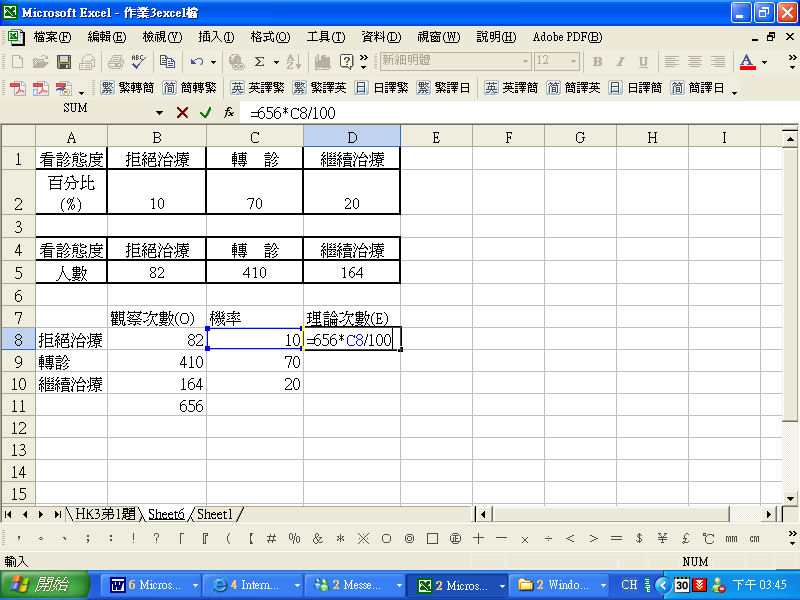 Microsoft Excel - 作業3excel檔
檔案(F) 編輯(E) 檢視(V) 插入(I) 格式(O) 工具(T) 資料(D) 視窗(W) 說明(H) Adobe PDF(B)
新細明體 12 B I U A
繁轉簡 簡轉繁 英譯繁 繁譯英 日譯繁 繁譯日 英譯簡 簡譯英 日譯簡 簡譯日
SUM fx =656*C8/100
A B C D E F G H I
1 看診態度 拒絕治療 轉 診 繼續治療
百分比
2 (%) 10 70 20
3
4 看診態度 拒絕治療 轉 診 繼續治療
5 人數 82 410 164
6
7 觀察次數(O) 機率 理論次數(E)
8 拒絕治療 82 10 =656*C8/100
9 轉診 410 70
10 繼續治療 164 20
11 656
12
13
14
15
HK3弟1題 Sheet6 Sheet1
, 。 、 ; : ! ? 「 『 ( 【 # % & * ※ ○ ◎ □ ㊣ + - × ÷ < > = $ ¥ £ ℃ mm cm
輸入 NUM
開始 6 Micros... 4 Intern... 2 Messe... 2 Micros... 2 Windo... CH 30 下午 03:45